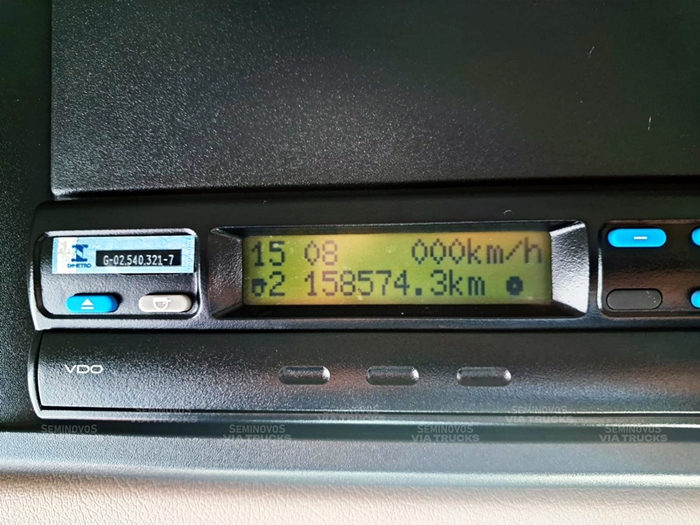 INMETRO
G-02.540.321-7
15 08 000km/h
2 158574.3km
VDO
SEMINOVOS
VIA TRUCKS
SEMINOVOS
VIA TRUCKS
SEMINOVOS
VIA TRUCKS
SEMINOVOS
VIA TRUCKS